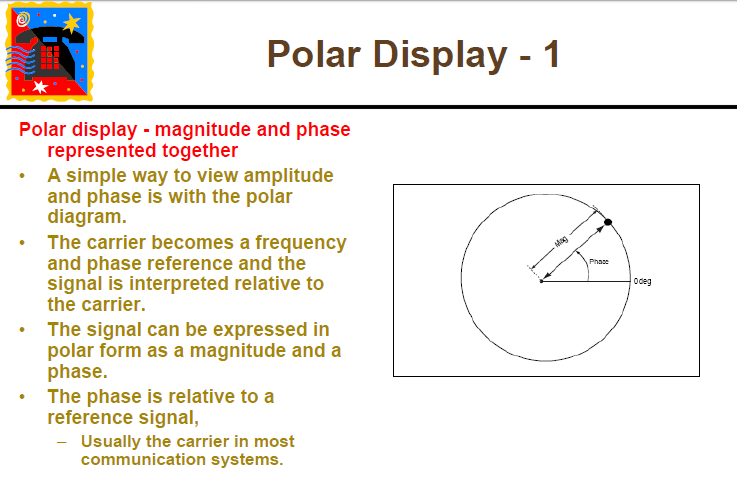 Polar Display - 1
Polar display - magnitude and phase
represented together
• A simple way to view amplitude
and phase is with the polar
diagram.
• The carrier becomes a frequency
and phase reference and the
signal is interpreted relative to
the carrier.
• The signal can be expressed in
polar form as a magnitude and a
phase.
• The phase is relative to a
reference signal,
– Usually the carrier in most
communication systems.
Mag
Phase
0 deg